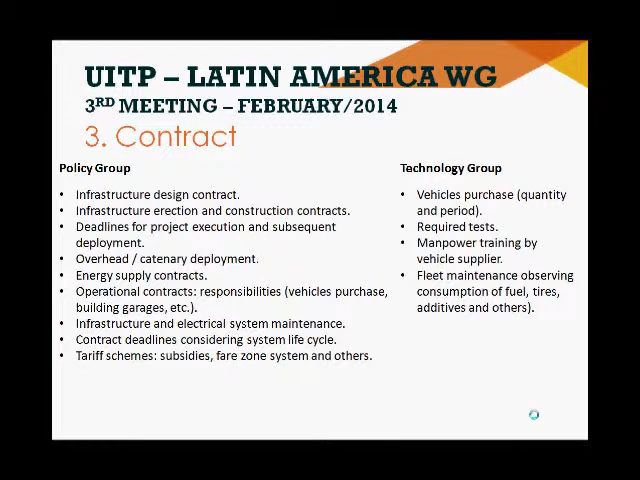 UITP – LATIN AMERICA WG
3RD MEETING – FEBRUARY/2014
3. Contract
Policy Group
• Infrastructure design contract.
• Infrastructure erection and construction contracts.
• Deadlines for project execution and subsequent
deployment.
• Overhead / catenary deployment.
• Energy supply contracts.
• Operational contracts: responsibilities (vehicles purchase,
building garages, etc.).
• Infrastructure and electrical system maintenance.
• Contract deadlines considering system life cycle.
• Tariff schemes: subsidies, fare zone system and others.
Technology Group
• Vehicles purchase (quantity
and period).
• Required tests.
• Manpower training by
vehicle supplier.
• Fleet maintenance observing
consumption of fuel, tires,
additives and others).